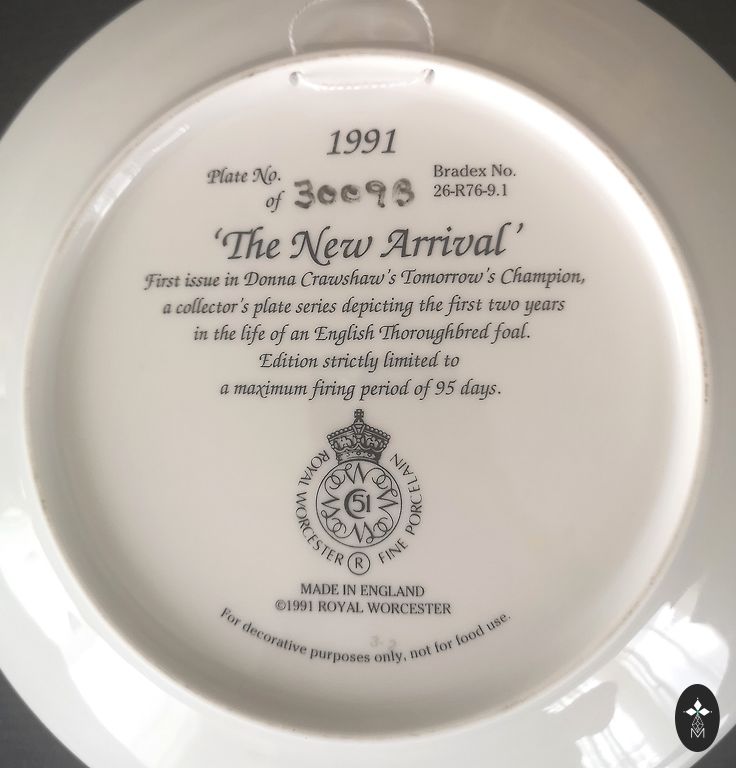 1991
Plate No. of 3009B
Bradex No. 26-R76-9.1
‘The New Arrival’
First issue in Donna Crawshaw's Tomorrow's Champion,
a collector's plate series depicting the first two years
in the life of an English Thoroughbred foal.
Edition strictly limited to
a maximum firing period of 95 days.
ROYAL WORCESTER ® FINE PORCELAIN
51
MADE IN ENGLAND
©1991 ROYAL WORCESTER
For decorative purposes only, not for food use.
M